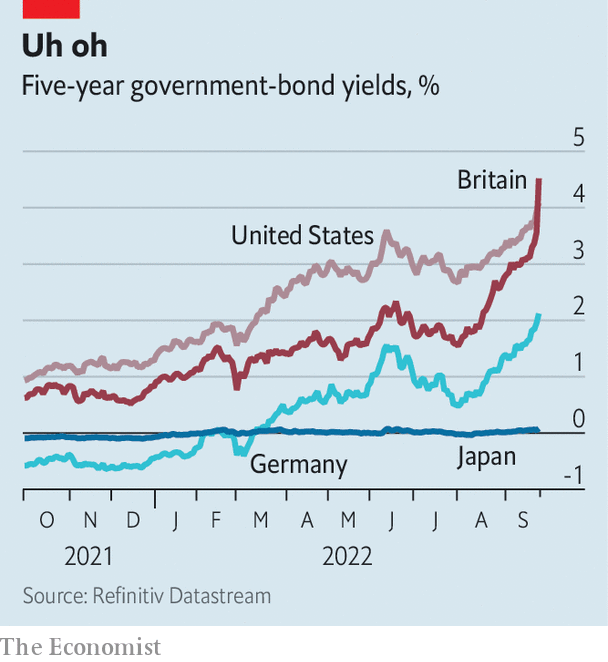 Uh oh
Five-year government-bond yields, %
5
Britain
4
United States
3
2
1
0
Germany
Japan
-1
O N D J F M A M J J A S
2021 2022
Source: Refinitiv Datastream
The Economist